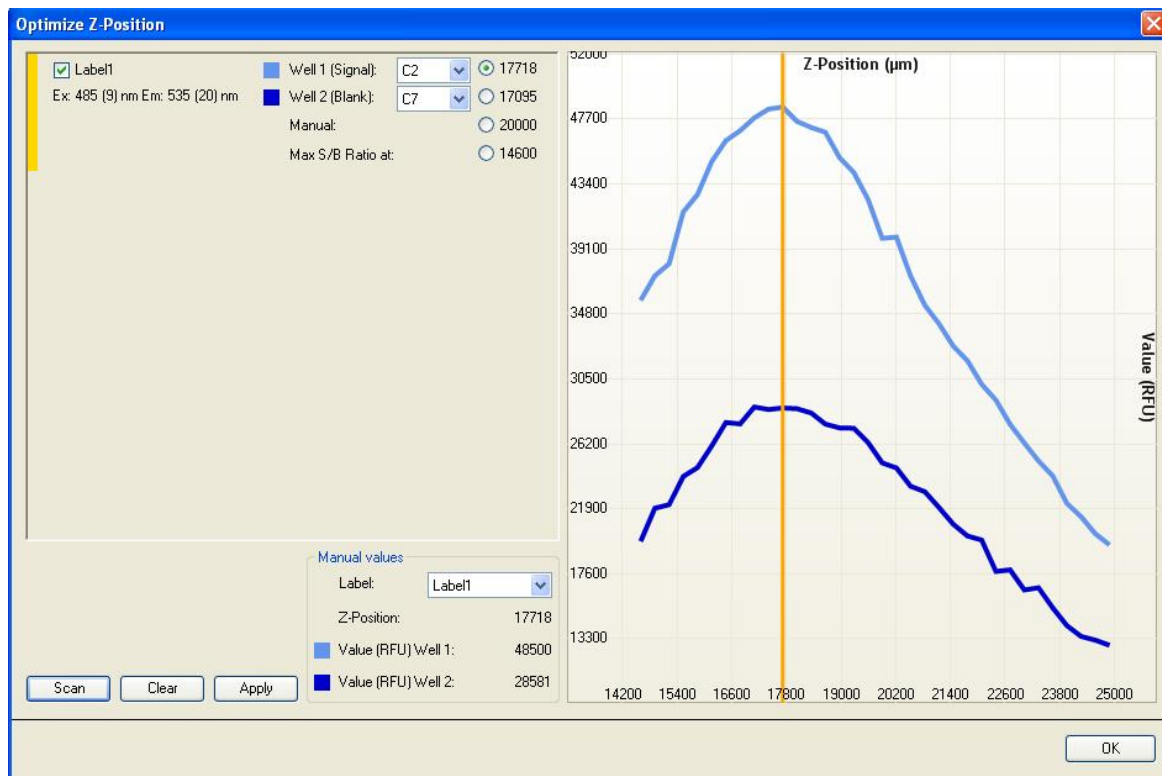 Optimize Z-Position
Label1
Ex: 485 (9) nm Em: 535 (20) nm
Well 1 (Signal): C2 17718
Well 2 (Blank): C7 17095
Manual: 20000
Max S/B Ratio at: 14600
Z-Position (µm)
52000
47700
43400
39100
34800
30500
26200
21900
17600
13300
Value (RFU)
14200 15400 16600 17800 19000 20200 21400 22600 23800 25000
Manual values
Label: Label1
Z-Position: 17718
Value (RFU) Well 1: 48500
Value (RFU) Well 2: 28581
Scan Clear Apply
OK